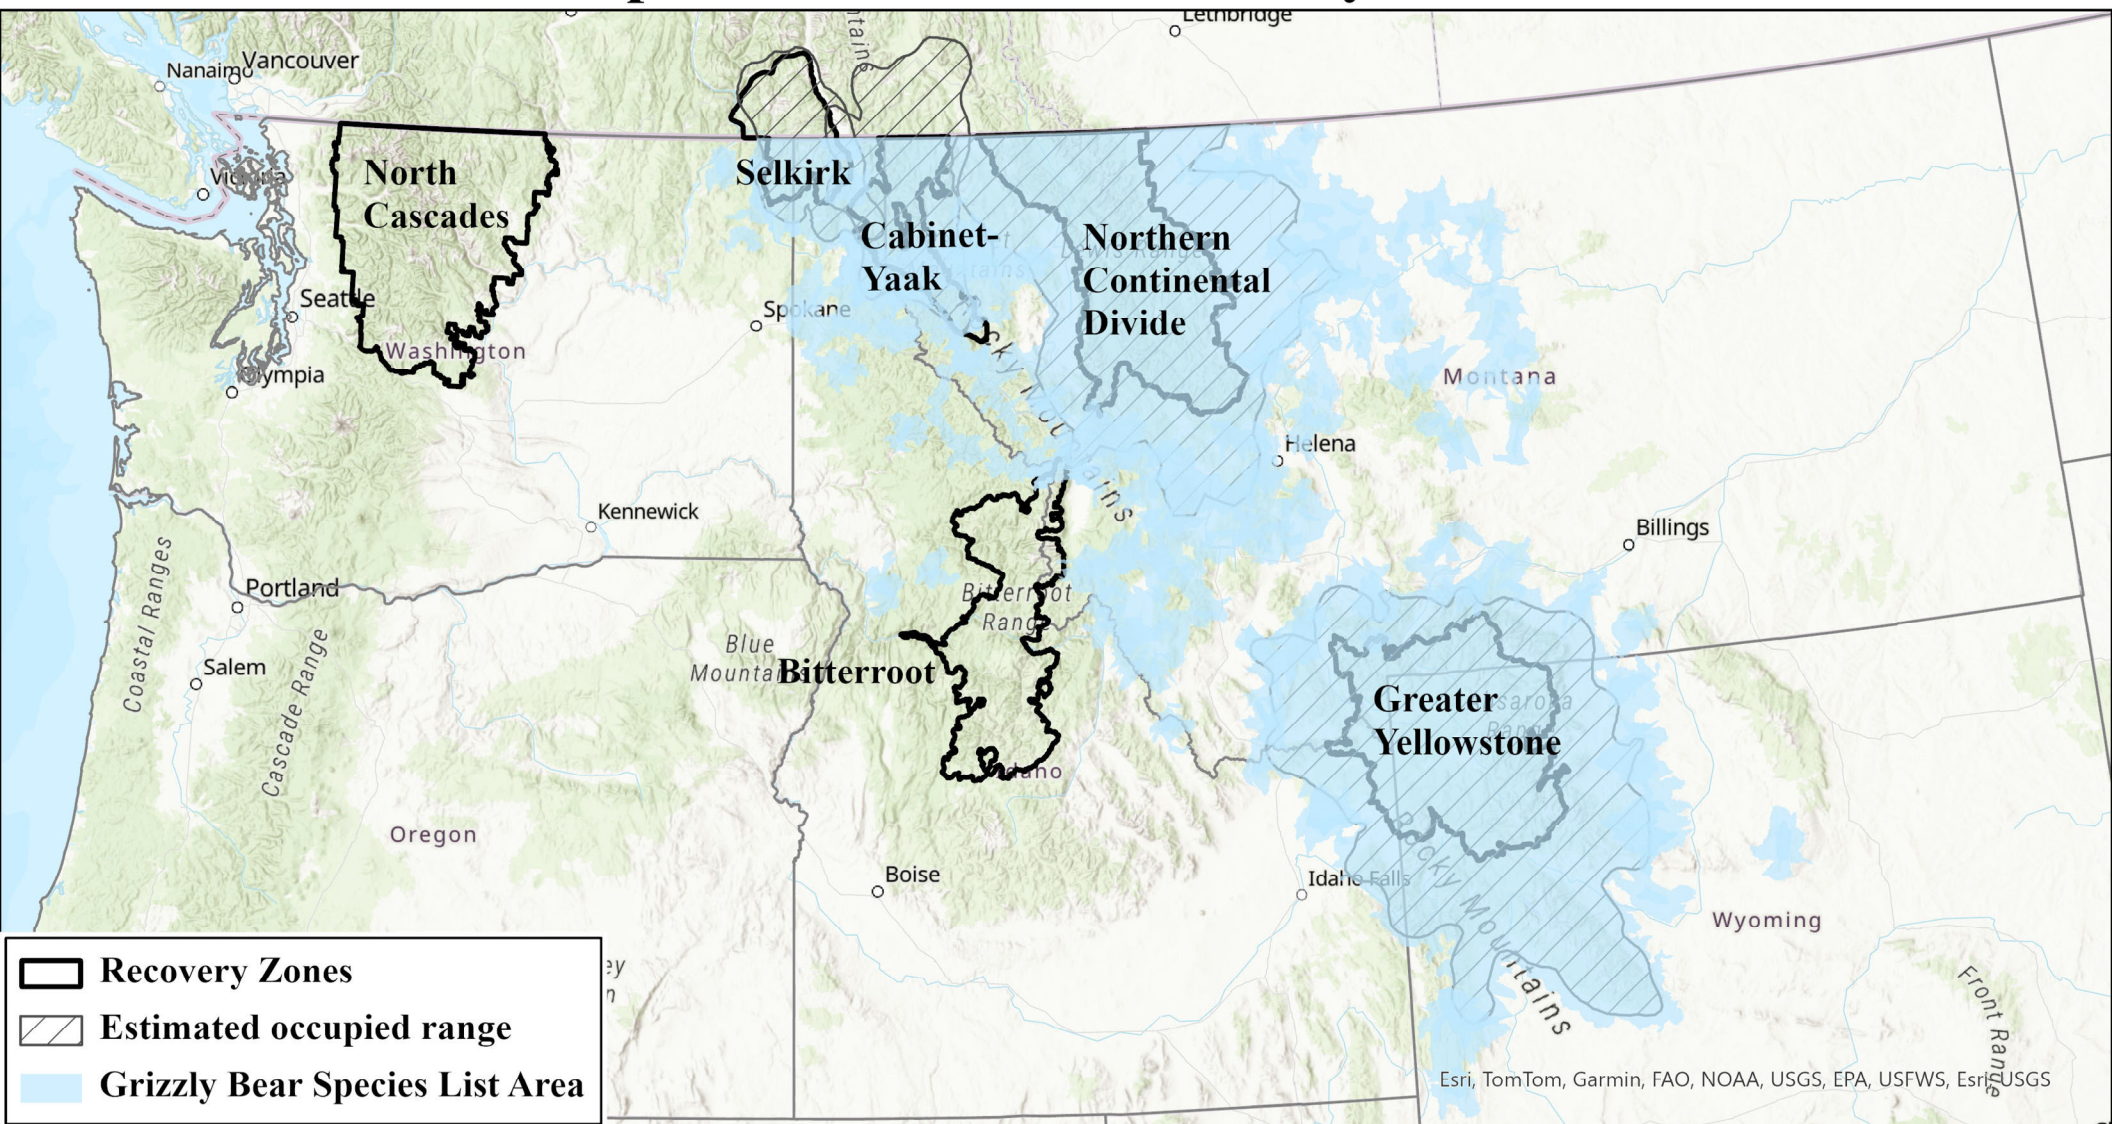 Lethbridge
Vancouver
Nanaimo
North
Cascades
Selkirk
Cabinet-
Yaak
Northern
Continental
Divide
Seattle
Spokane
Washington
Olympia
Montana
Helena
Kennewick
Billings
Portland
Coastal Ranges
Cascade Range
Salem
Blue
Mountains
Bitterroot
Range
Bitterroot
Greater
Yellowstone
Idaho
Oregon
Boise
Idaho Falls
Rocky Mountains
Wyoming
Front Range
Recovery Zones
Estimated occupied range
Grizzly Bear Species List Area
Esri, TomTom, Garmin, FAO, NOAA, USGS, EPA, USFWS, Esri, USGS